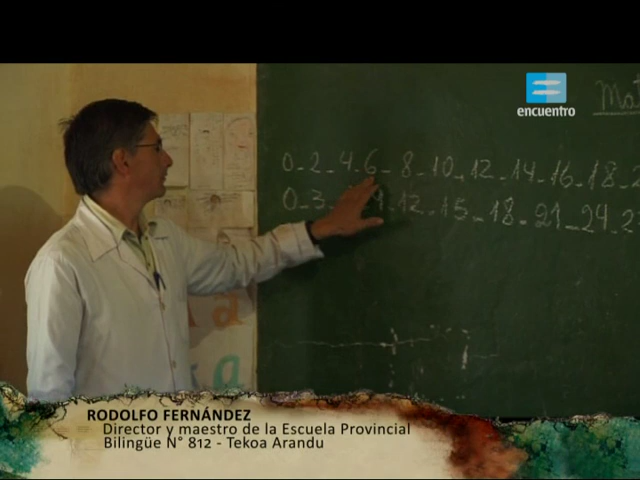 encuentro
Mat
0-2-4-6-8-10-12-14-16-18-2
0-3- -12-15-18-21-24-2
a
a
RODOLFO FERNÁNDEZ
Director y maestro de la Escuela Provincial
Bilingüe N° 812 - Tekoa Arandu